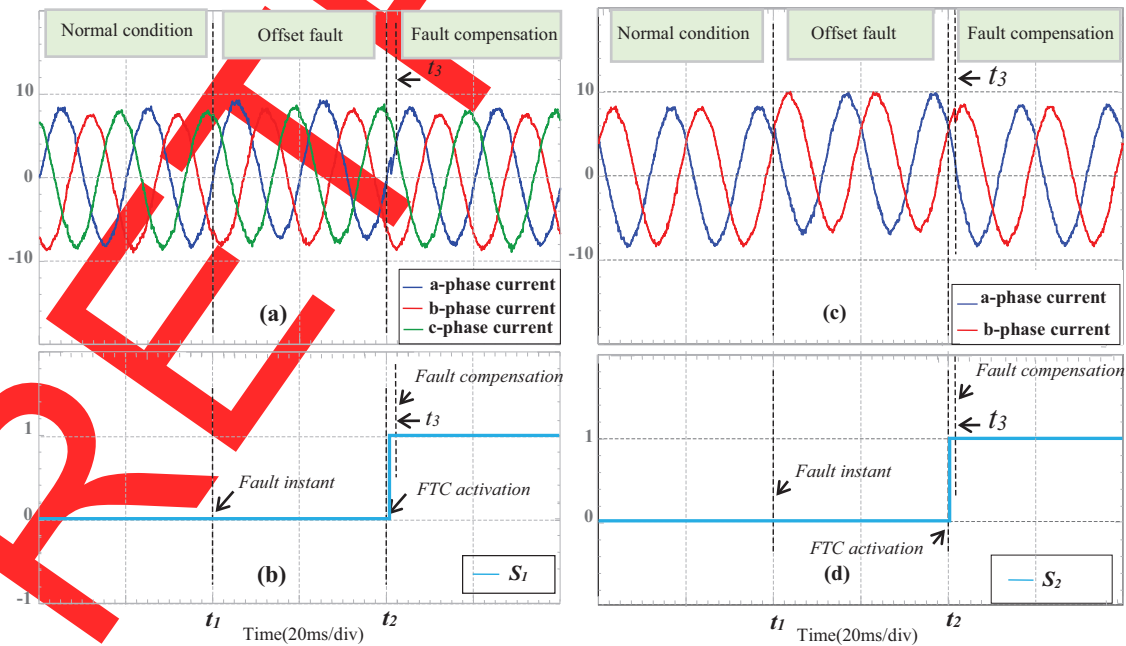 Normal condition
Offset fault
Fault compensation
t3
10
0
-10
a-phase current
b-phase current
c-phase current
(a)
Fault compensation
t3
1
Fault instant
FTC activation
0
(b)
S1
-1
t1
t2
Time(20ms/div)
Normal condition
Offset fault
Fault compensation
t3
10
0
-10
a-phase current
b-phase current
(c)
Fault compensation
t3
1
Fault instant
0
FTC activation
(d)
S2
t1
t2
Time(20ms/div)